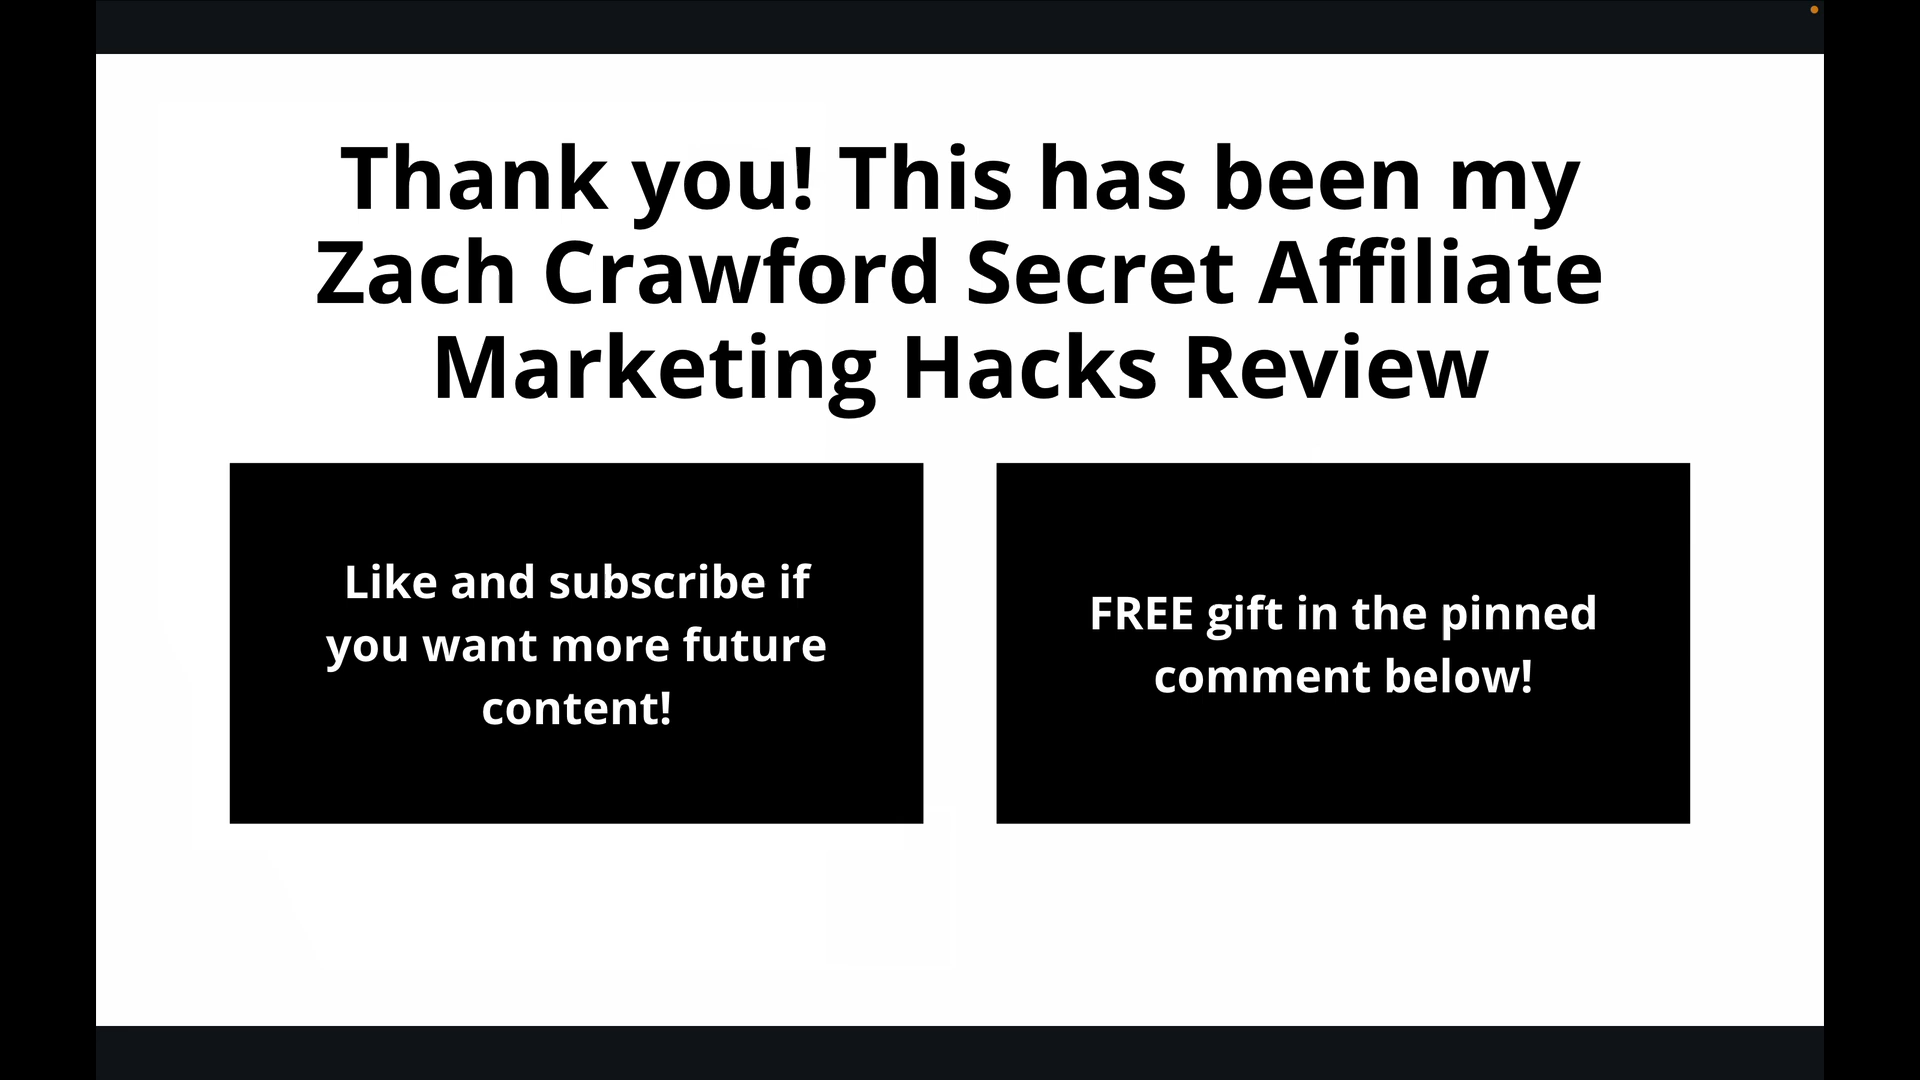 Thank you! This has been my
Zach Crawford Secret Affiliate
Marketing Hacks Review
Like and subscribe if
you want more future
content!
FREE gift in the pinned
comment below!